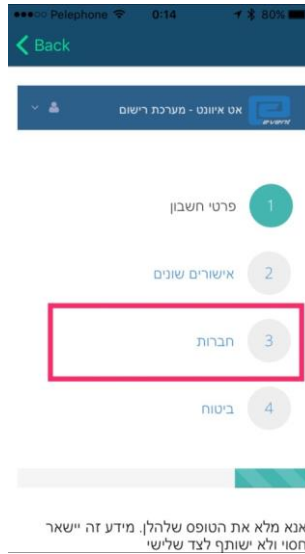 Pelephone 0:14 80%
Back
אט איוונט - מערכת רישום
events
1 פרטי חשבון
2 אישורים שונים
3 חברות
4 ביטוח
אנא מלא את הטופס שלהלן. מידע זה יישאר
חסוי ולא ישותף לצד שלישי